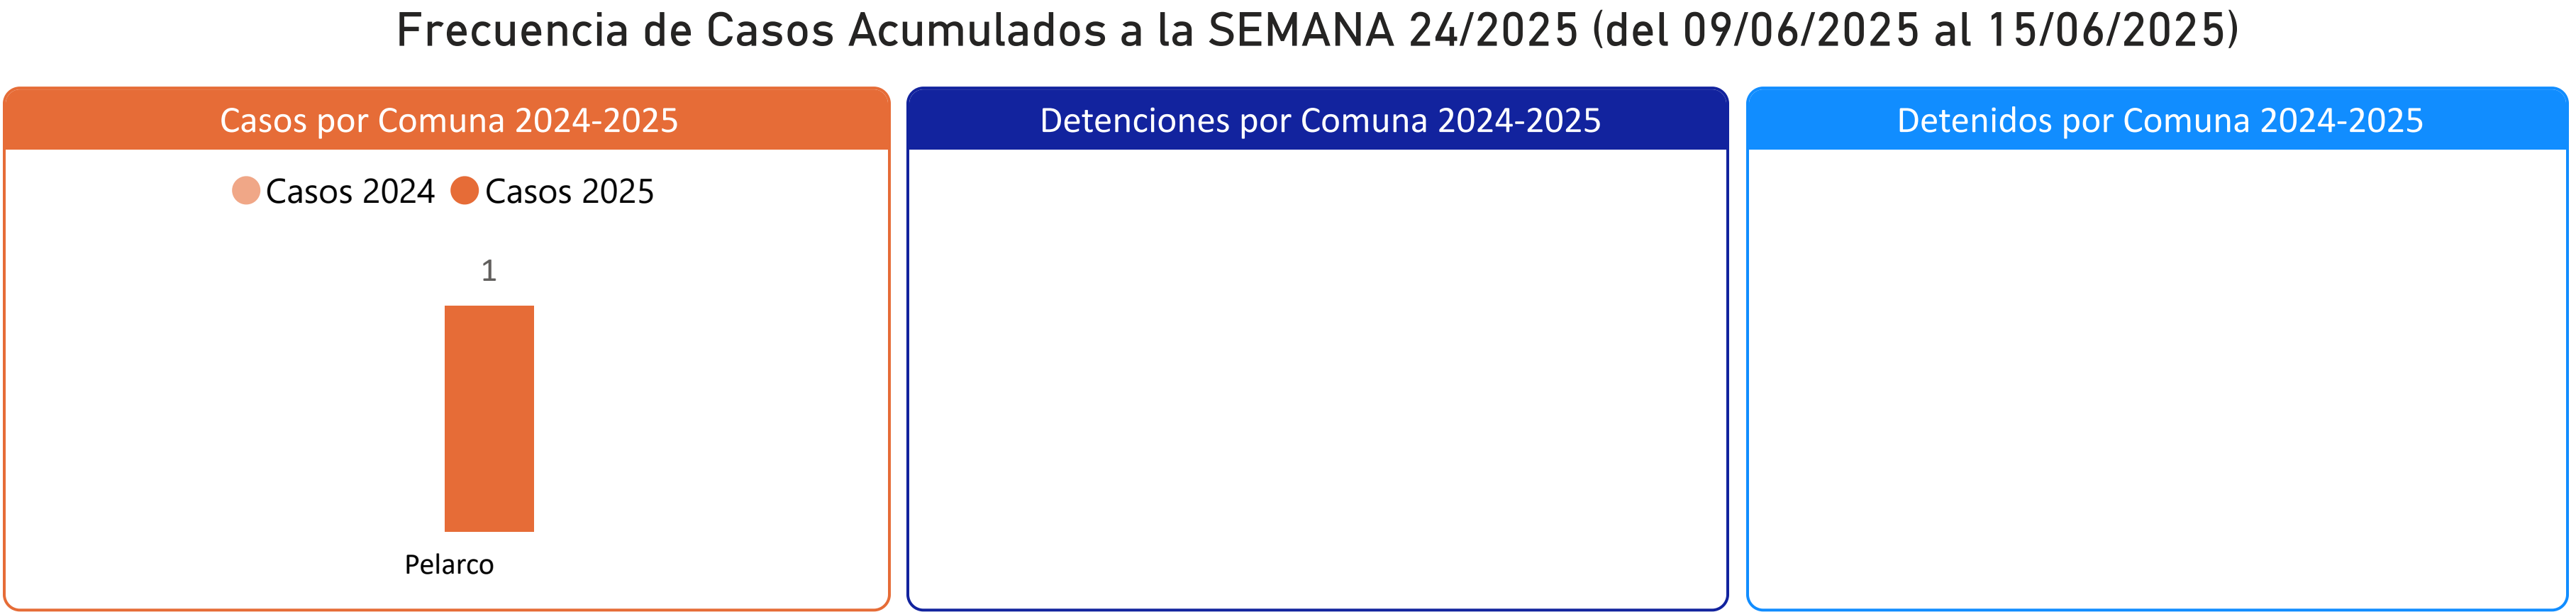 Frecuencia de Casos Acumulados a la SEMANA 24/2025 (del 09/06/2025 al 15/06/2025)
Casos por Comuna 2024-2025
Casos 2024 Casos 2025
1
Pelarco
Detenciones por Comuna 2024-2025
Detenidos por Comuna 2024-2025